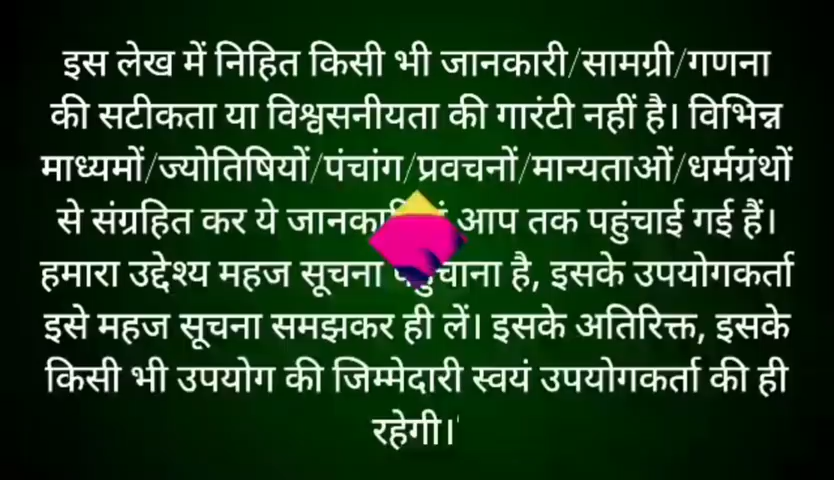 इस लेख में निहित किसी भी जानकारी/सामग्री/गणना
की सटीकता या विश्वसनीयता की गारंटी नहीं है। विभिन्न
माध्यमों/ज्योतिषियों/पंचांग/प्रवचनों/मान्यताओं/धर्मग्रंथों
से संग्रहित कर ये आप तक पहुंचाई गई हैं।
हमारा उद्देश्य महज सूचना है, इसके उपयोगकर्ता
इसे महज सूचना समझकर ही लें। इसके अतिरिक्त, इसके
किसी भी उपयोग की जिम्मेदारी स्वयं उपयोगकर्ता की ही
रहेगी।'